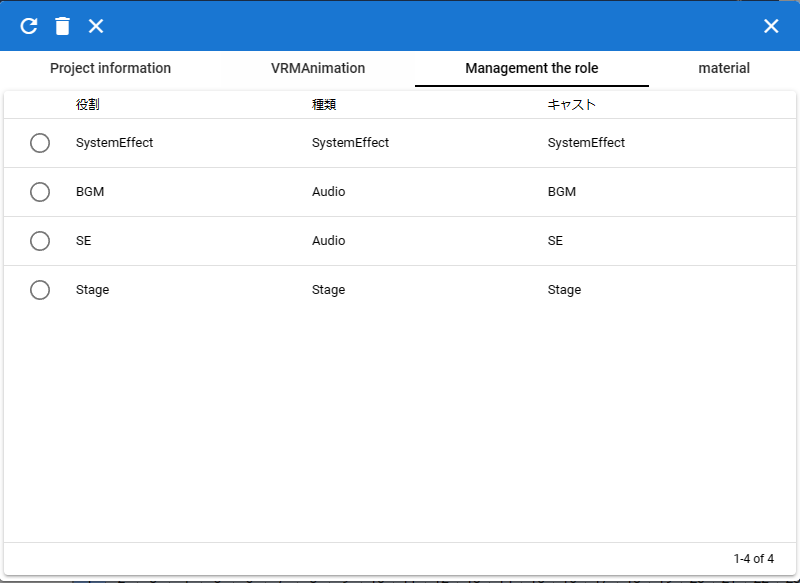 Project information VRMAnimation Management the role material
役割 種類 キャスト
SystemEffect SystemEffect SystemEffect
BGM Audio BGM
SE Audio SE
Stage Stage Stage
1-4 of 4